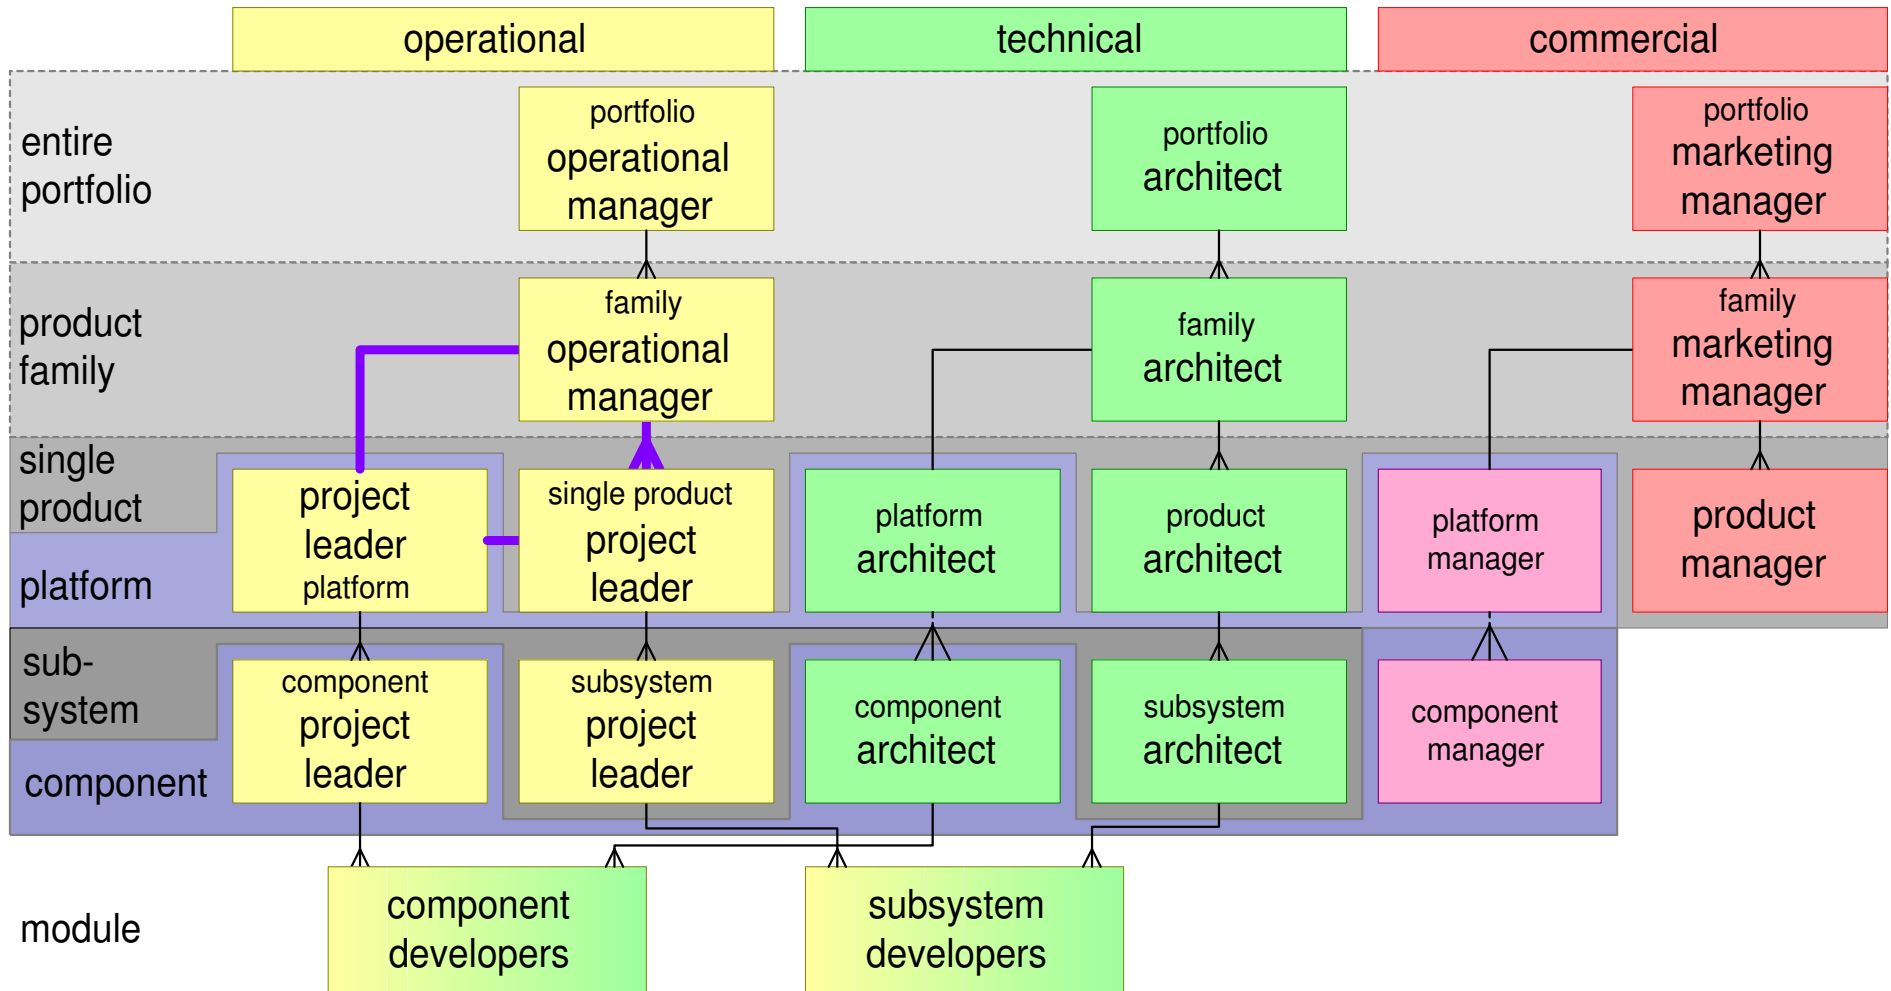 operational
technical
commercial
entire
portfolio
portfolio
operational
manager
portfolio
architect
portfolio
marketing
manager
product
family
family
operational
manager
family
architect
family
marketing
manager
single
product
platform
project
leader
platform
single product
project
leader
platform
architect
product
architect
platform
manager
product
manager
sub-
system
component
component
project
leader
subsystem
project
leader
component
architect
subsystem
architect
component
manager
module
component
developers
subsystem
developers